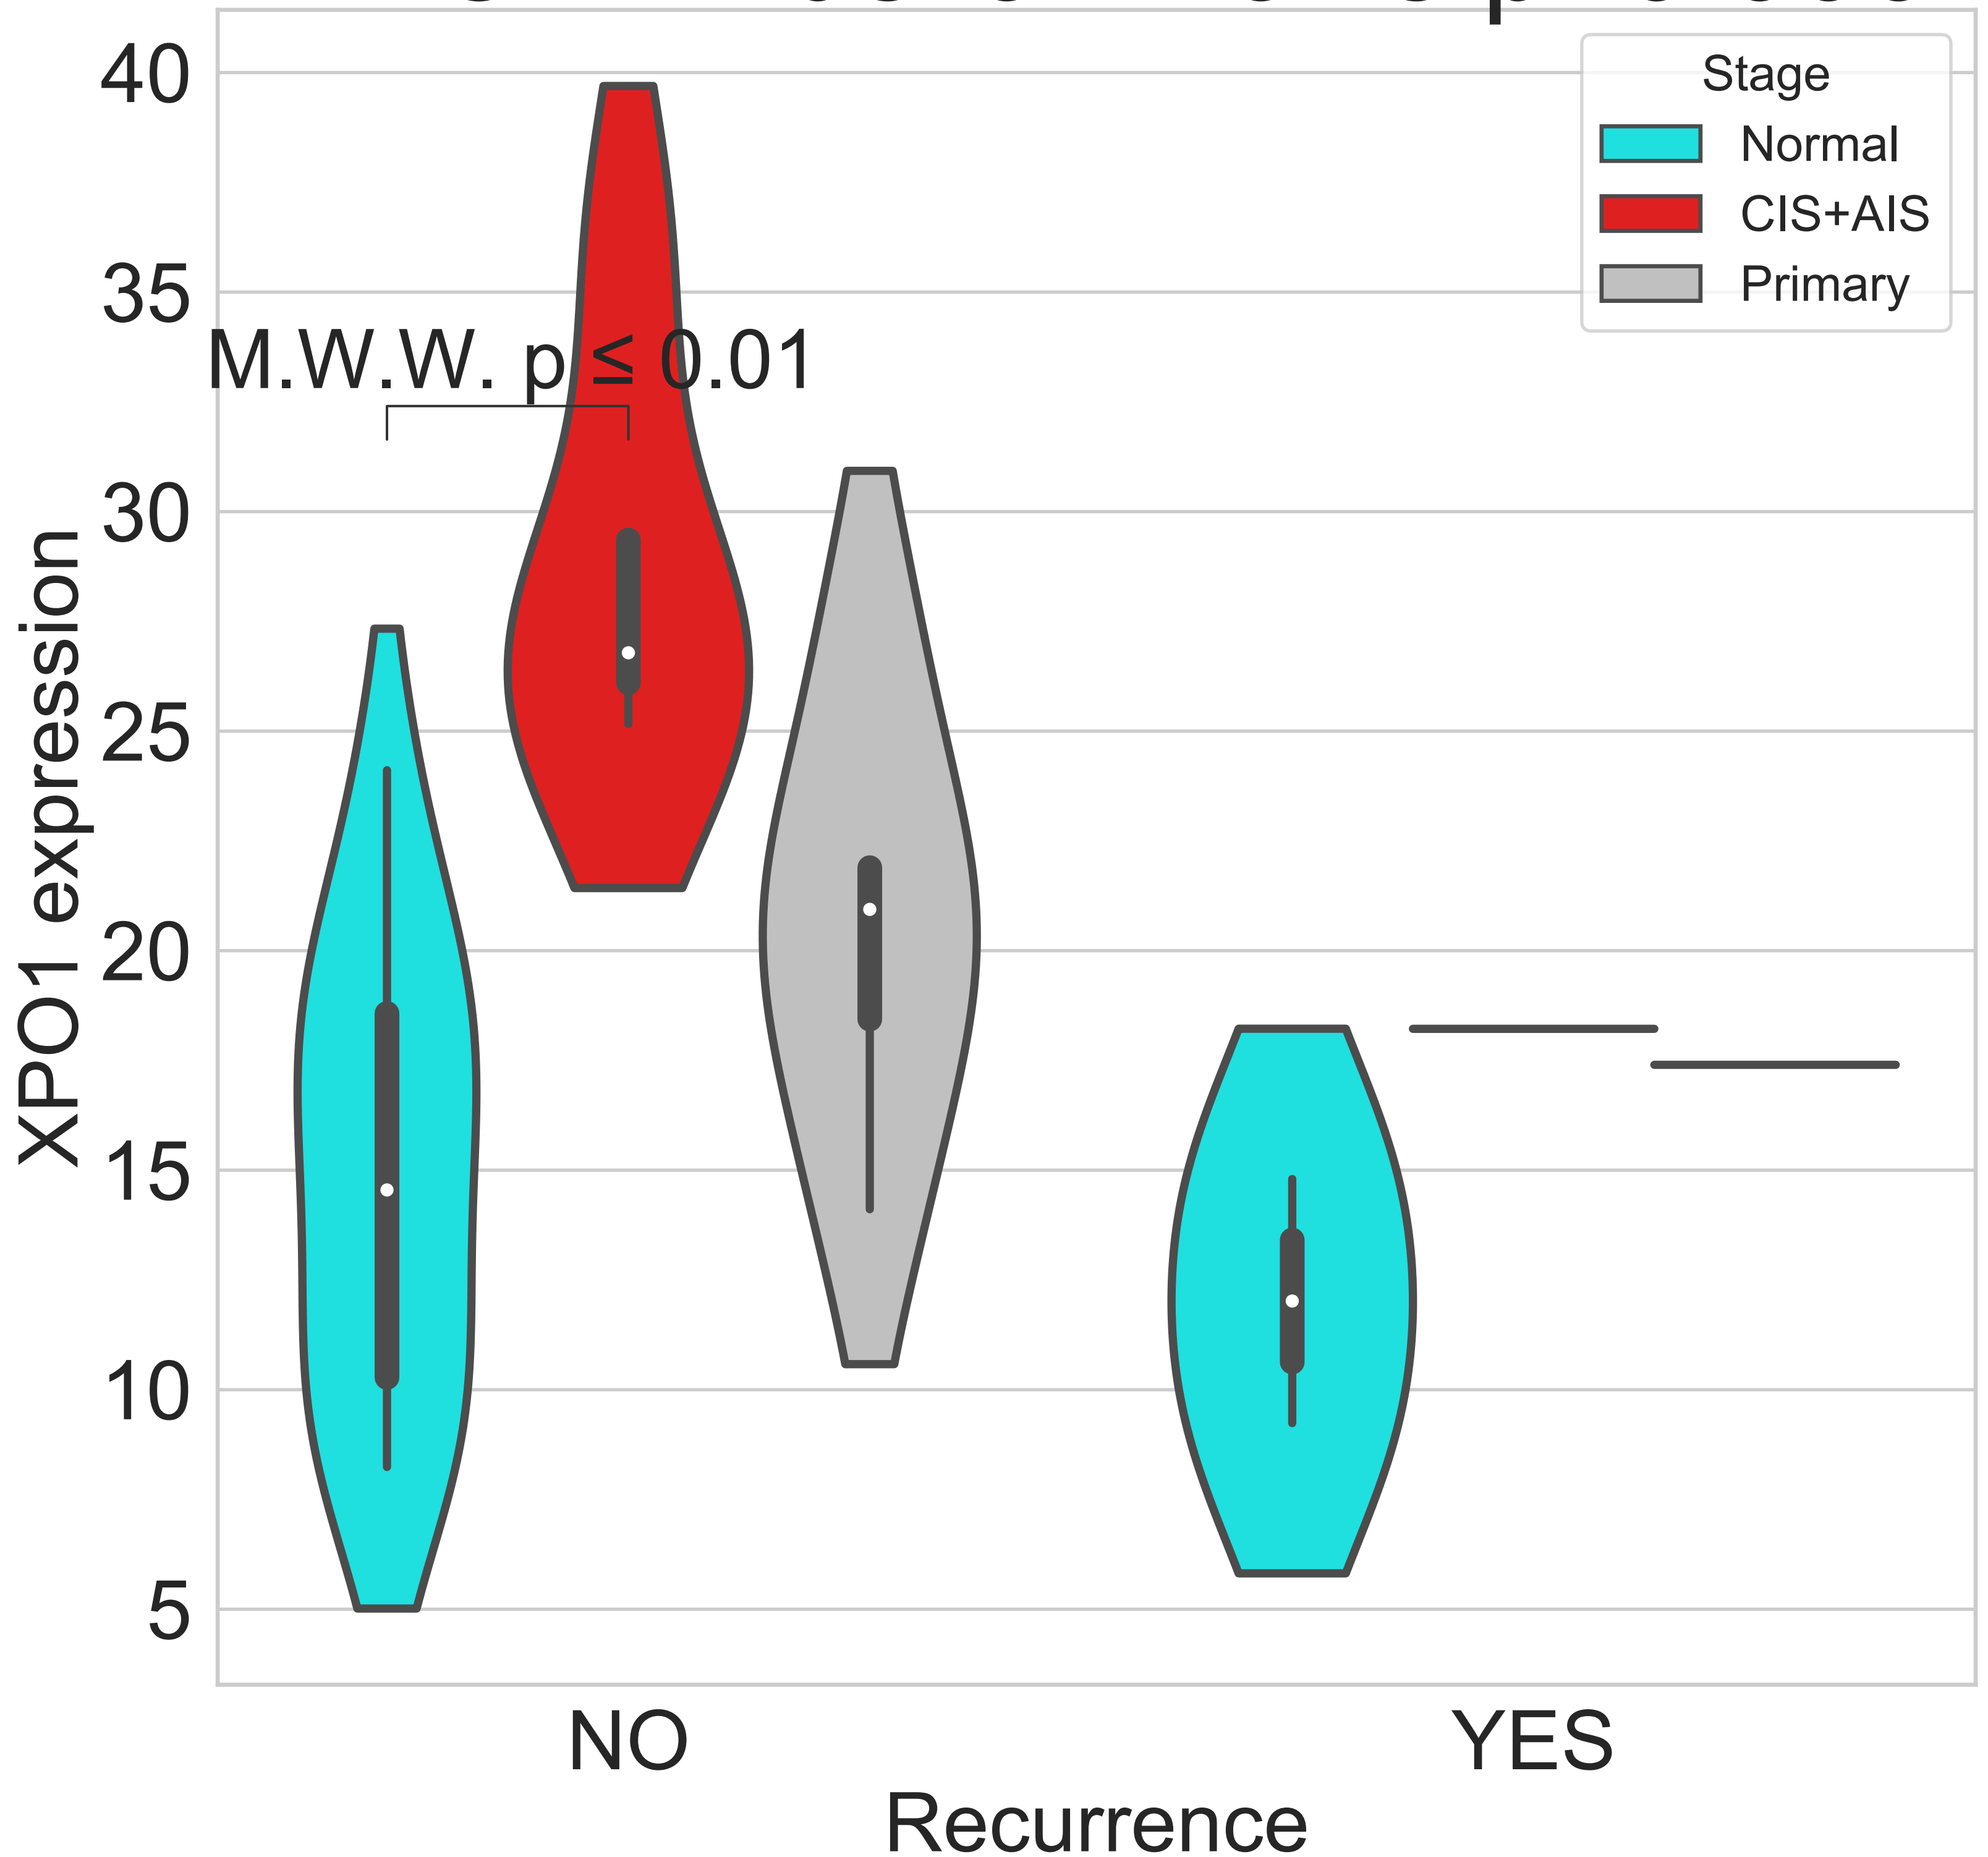 40
35
30
25
20
15
10
5
XPO1 expression
M.W.W. p ≤ 0.01
Stage
Normal
CIS+AIS
Primary
NO
YES
Recurrence